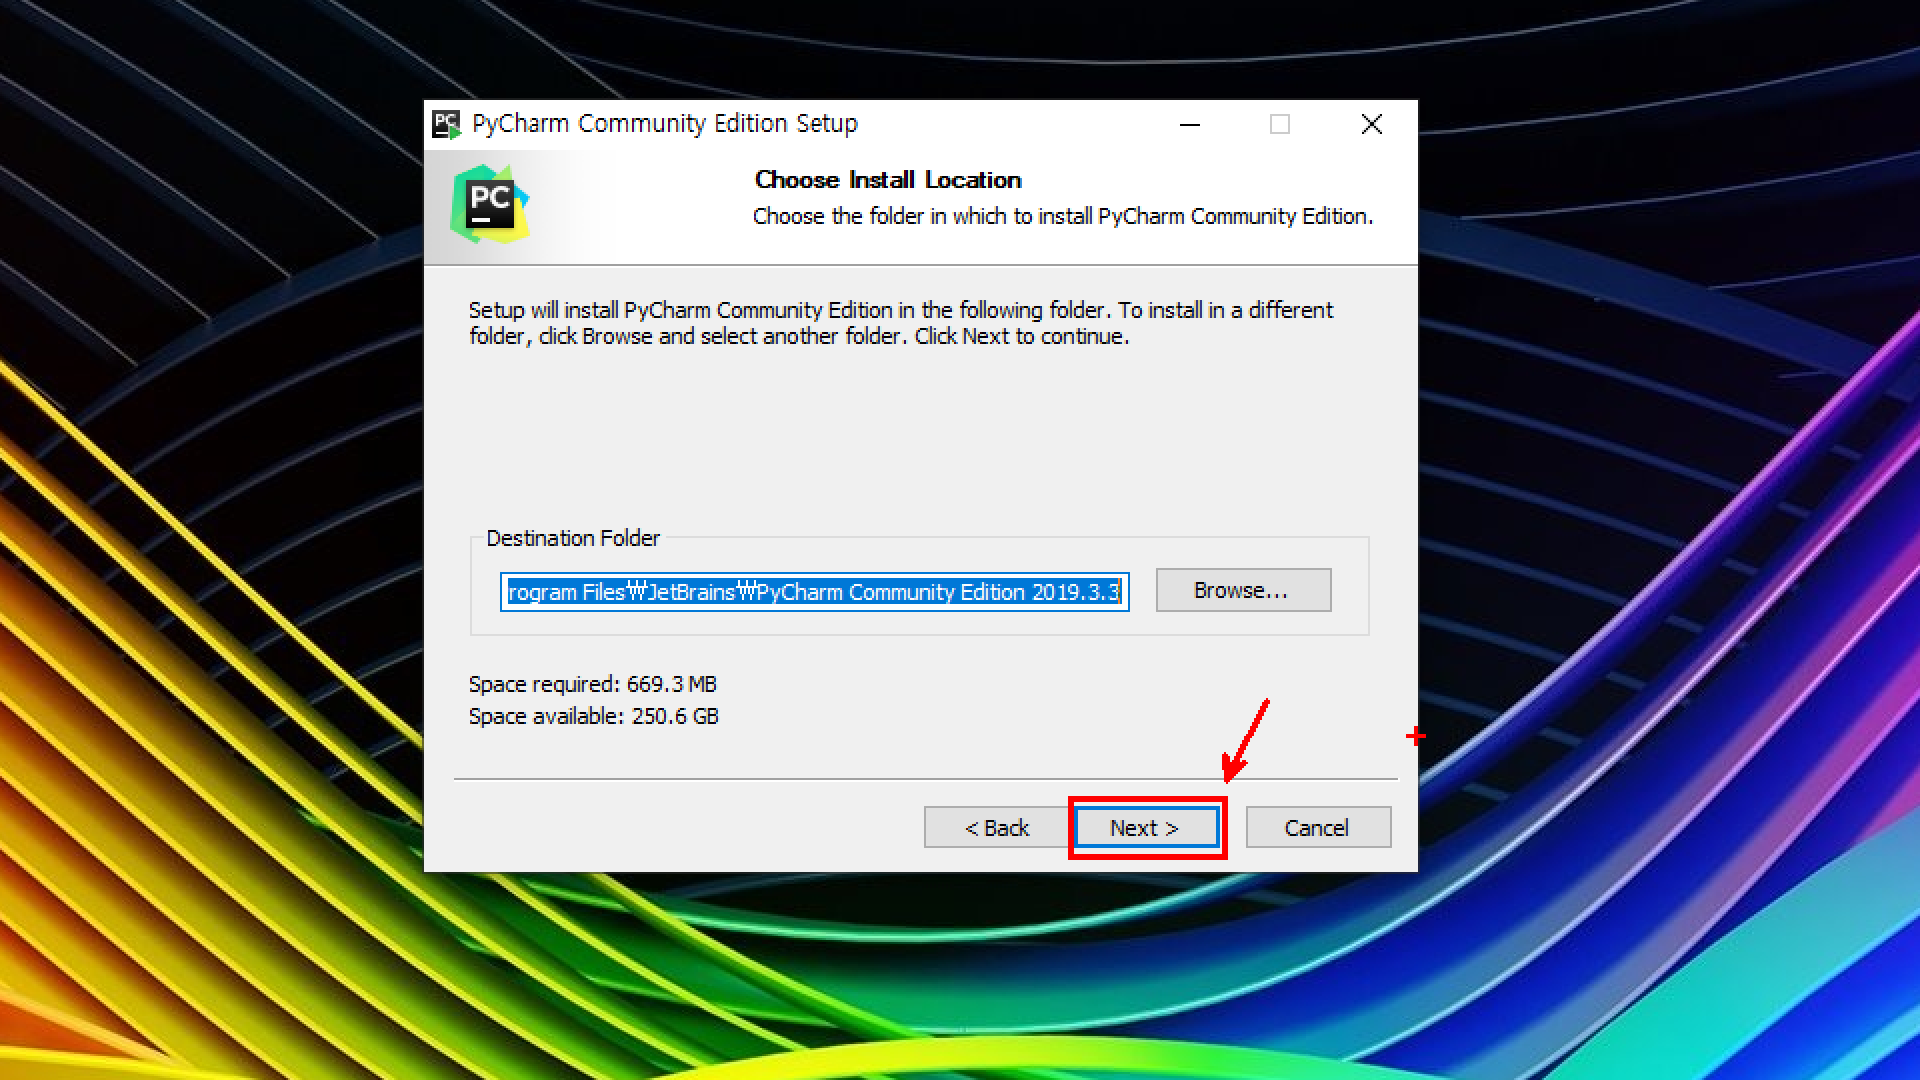 PC
PyCharm Community Edition Setup
PC
Choose Install Location
Choose the folder in which to install PyCharm Community Edition.
Setup will install PyCharm Community Edition in the following folder. To install in a different
folder, click Browse and select another folder. Click Next to continue.
Destination Folder
rogram Files₩JetBrains₩PyCharm Community Edition 2019.3.3
Browse...
Space required: 669.3 MB
Space available: 250.6 GB
< Back
Next >
Cancel